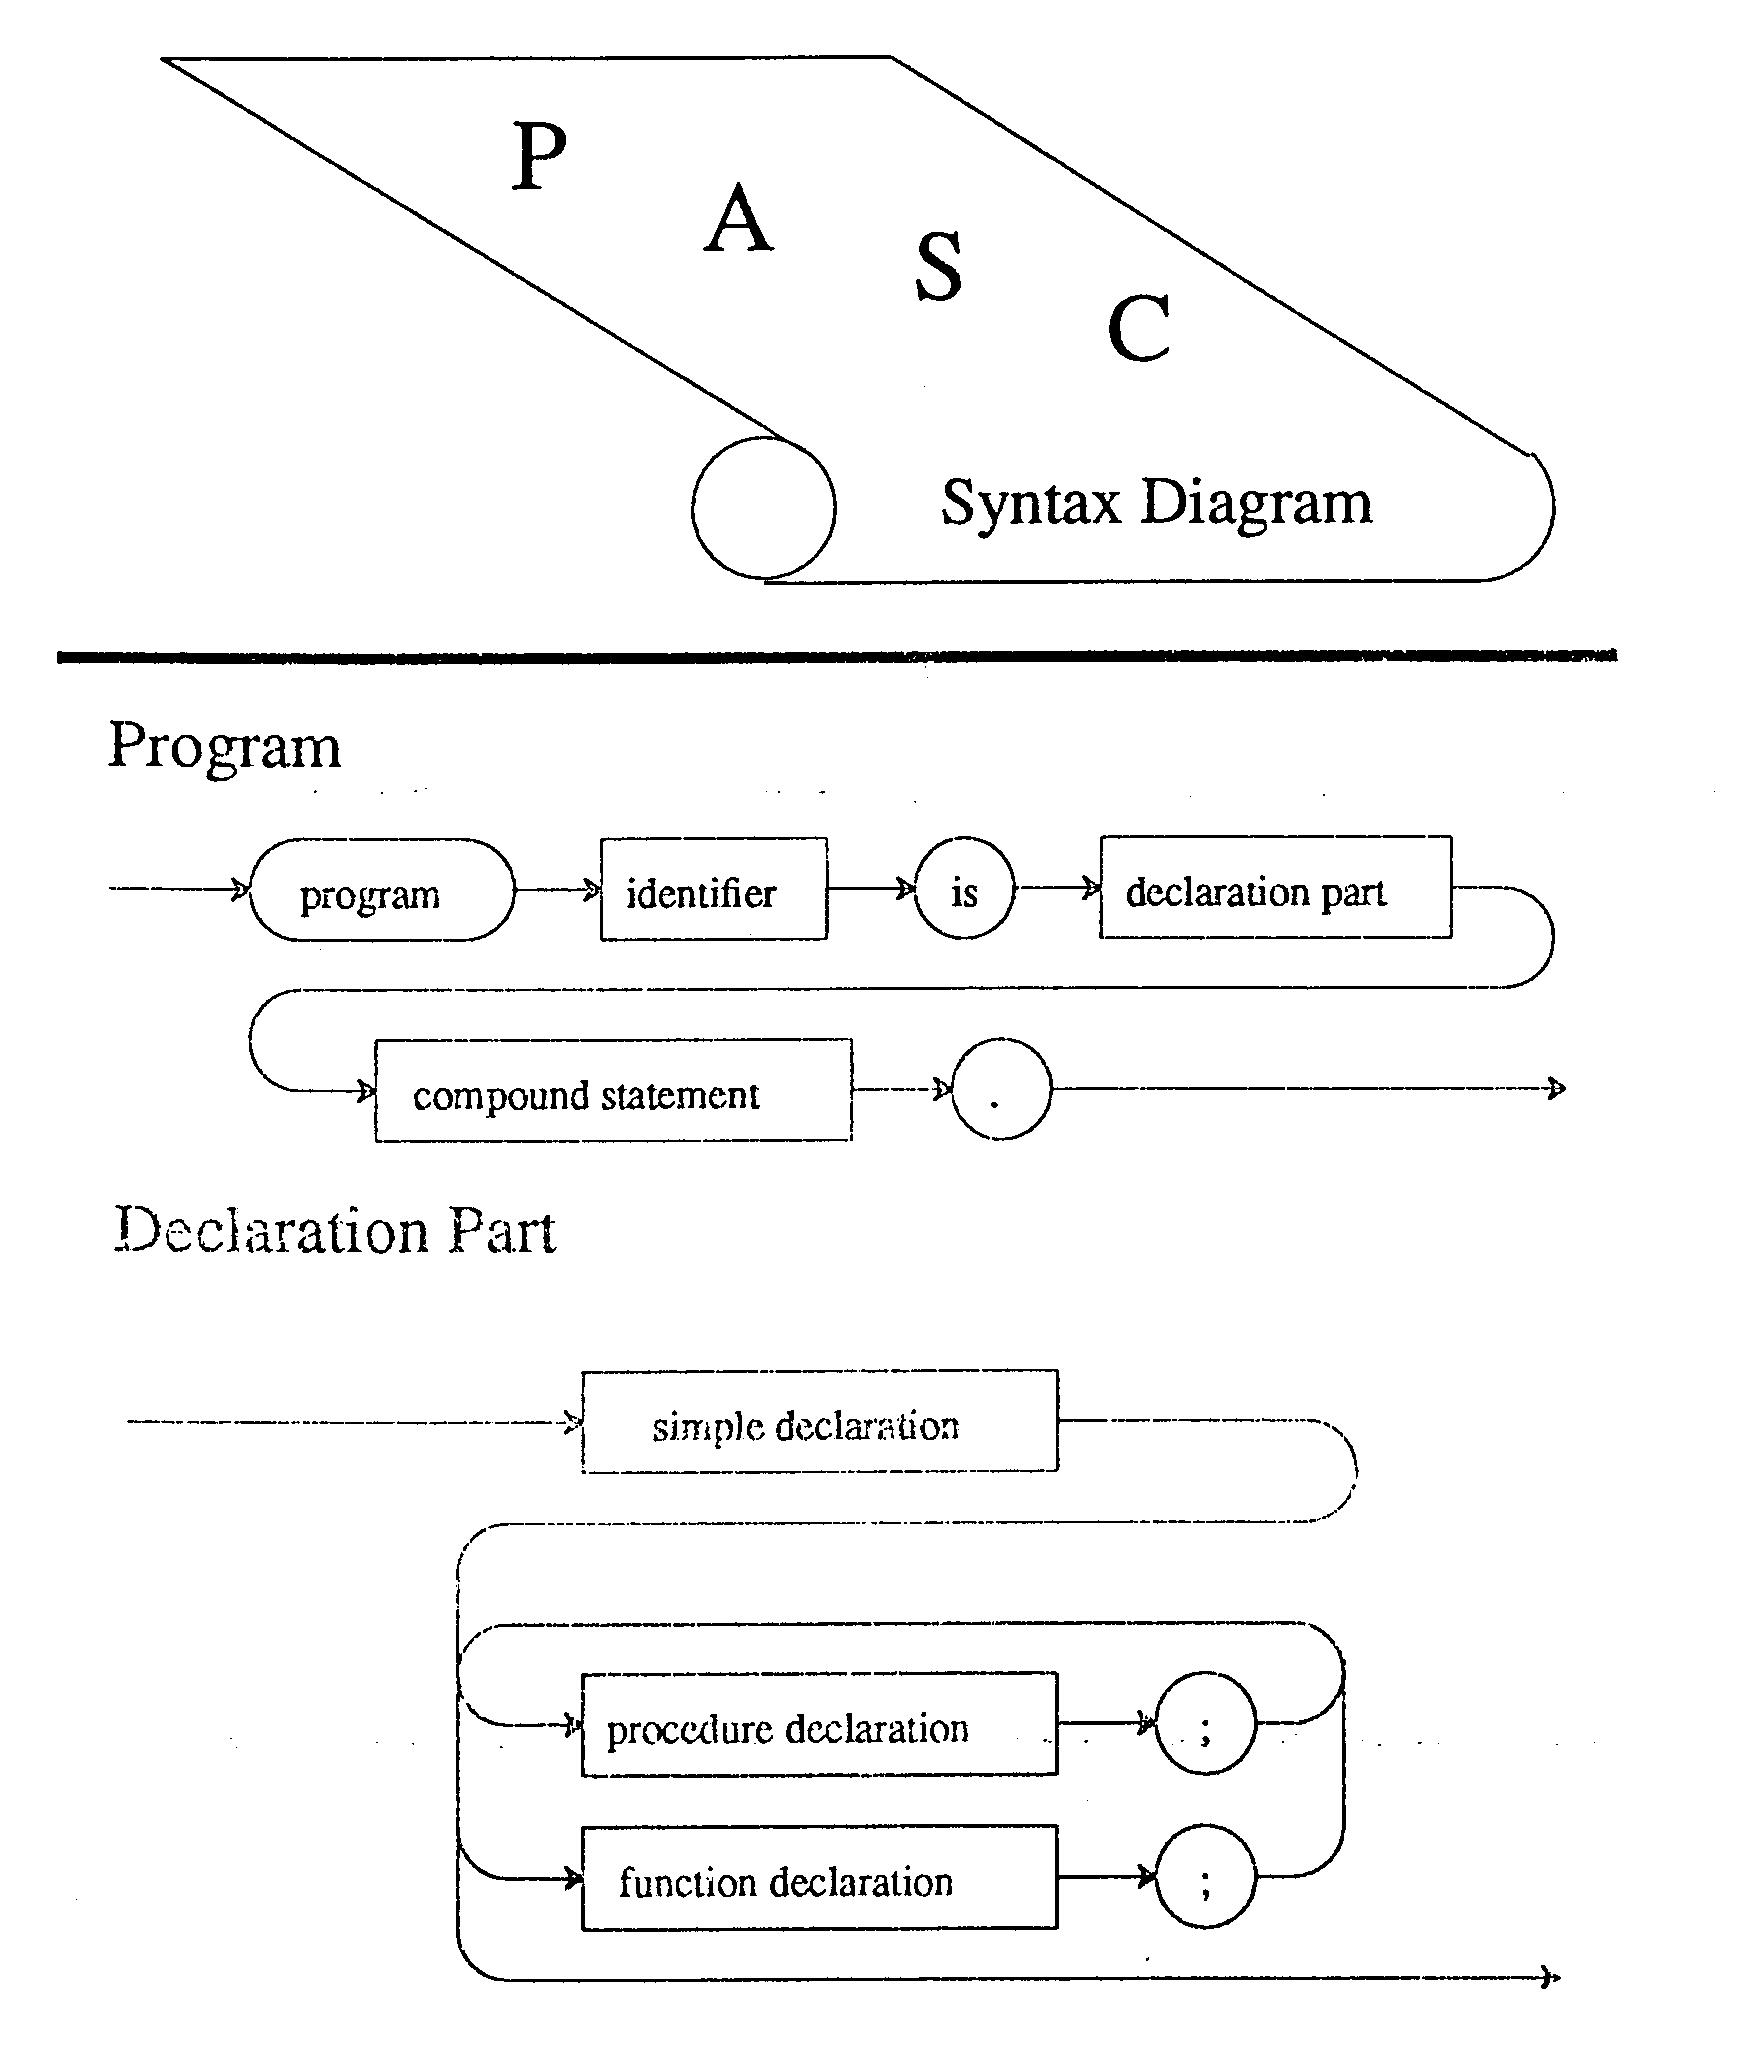 P
A
S
C
Syntax Diagram
Program
program identifier is declaration part
compound statement .
Declaration Part
simple declaration
procedure declaration ;
function declaration ;